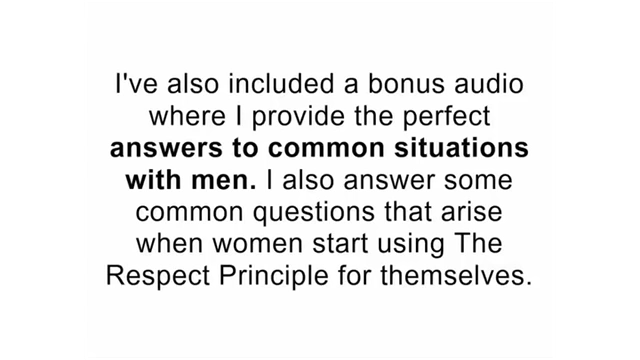 I've also included a bonus audio
where I provide the perfect
answers to common situations
with men. I also answer some
common questions that arise
when women start using The
Respect Principle for themselves.